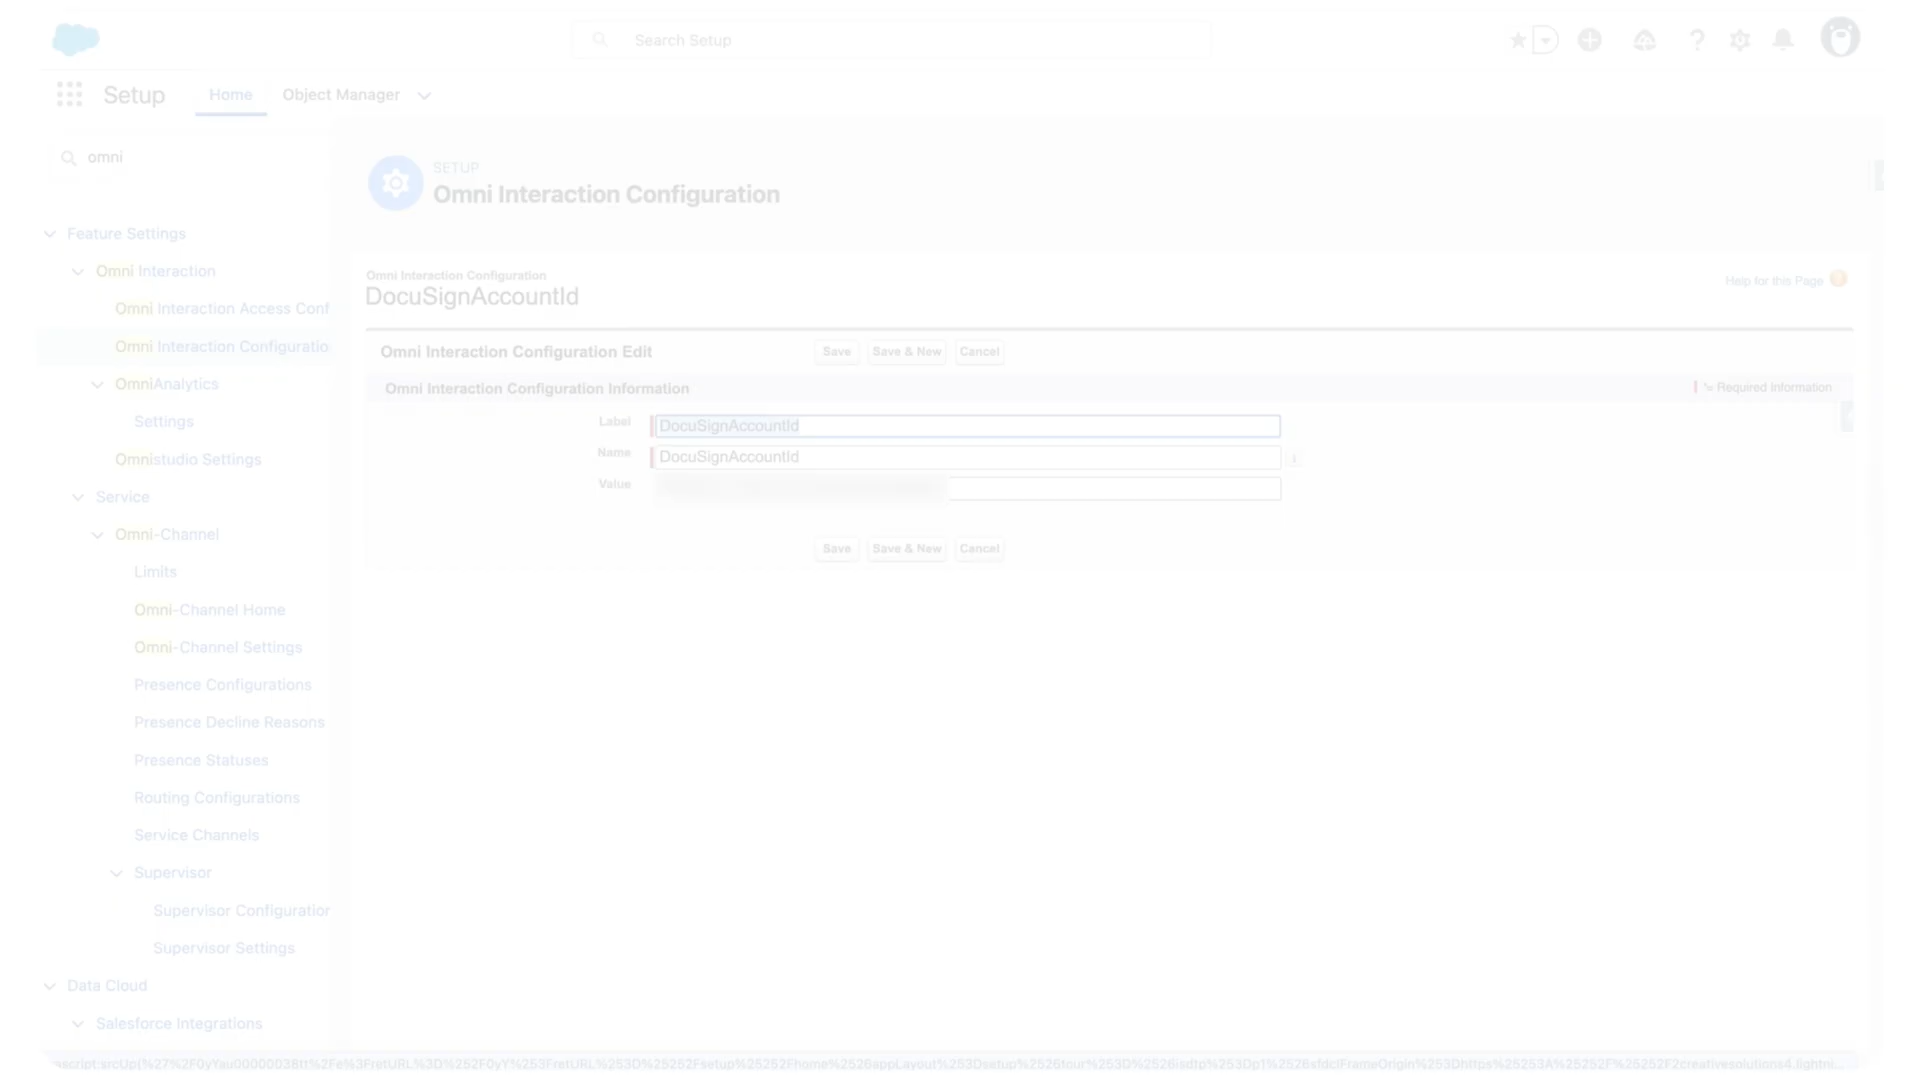 Search Setup
Setup
Home
Object Manager
omni
SETUP
Omni Interaction Configuration
Feature Settings
Omni Interaction
Omni Interaction Access Conf
Omni Interaction Configuratio
OmniAnalytics
Settings
Omnistudio Settings
Service
Omni-Channel
Limits
Omni-Channel Home
Omni-Channel Settings
Presence Configurations
Presence Decline Reasons
Presence Statuses
Routing Configurations
Service Channels
Supervisor
Supervisor Configuration
Supervisor Settings
Data Cloud
Salesforce Integrations
Omni Interaction Configuration
DocuSignAccountId
Help for this Page
Omni Interaction Configuration Edit
Save
Save & New
Cancel
Omni Interaction Configuration Information
= Required Information
Label
DocuSignAccountId
Name
DocuSignAccountId
Value
Save
Save & New
Cancel